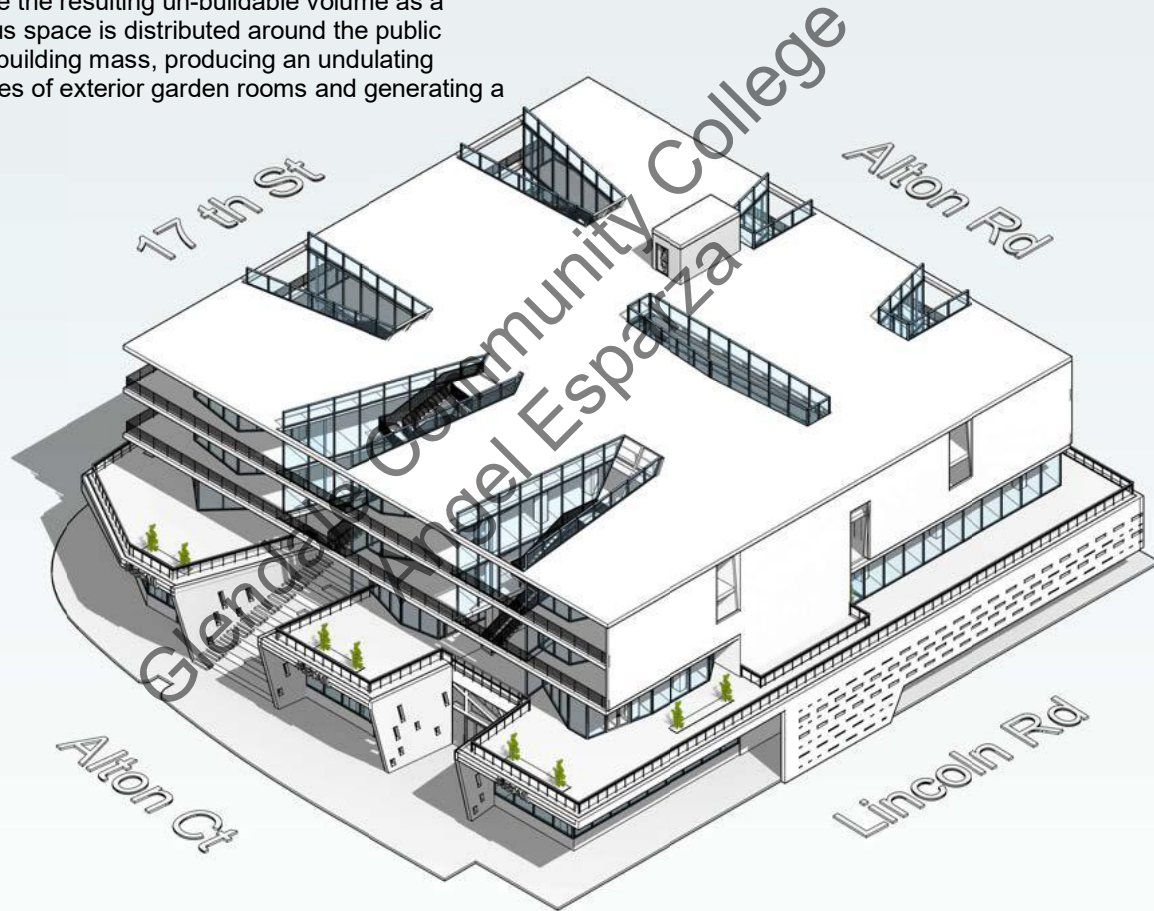 e the resulting un-buildable volume as a
us space is distributed around the public
building mass, producing an undulating
es of exterior garden rooms and generating a
17 th St
Alton Rd
Glendale Community College
Angel Esparza
Alton Ct
Lincoln Rd